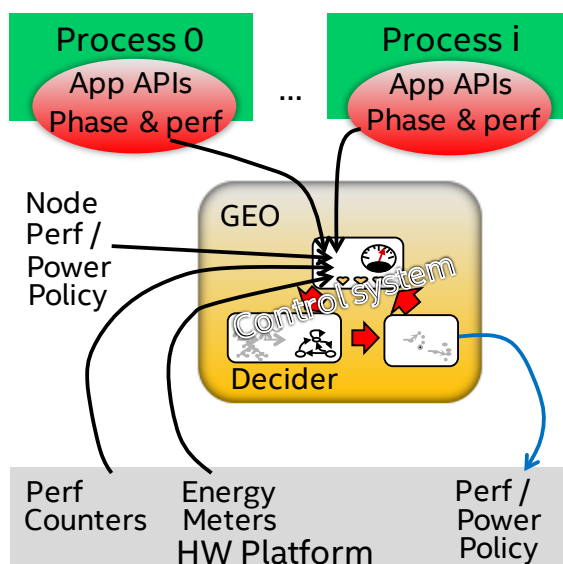 Process 0
Process i
App APIs
Phase & perf
...
App APIs
Phase & perf
Node
Perf /
Power
Policy
GEO
Control system
Decider
Perf
Counters
Energy
Meters
Perf /
Power
Policy
HW Platform